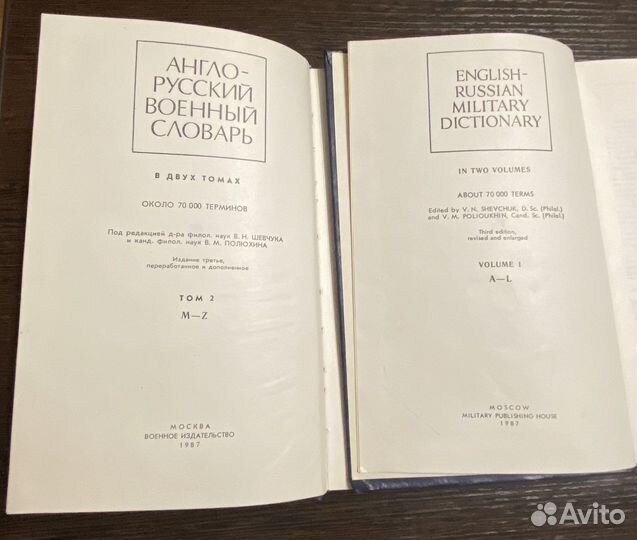 АНГЛО-
РУССКИЙ
ВОЕННЫЙ
СЛОВАРЬ
В ДВУХ ТОМАХ
ОКОЛО 70 000 ТЕРМИНОВ
Под редакцией д-ра филол. наук В. Н. ШЕВЧУКА
и канд. филол. наук В. М. ПОЛЮХИНА
Издание третье,
переработанное и дополненное
ТОМ 2
M—Z
МОСКВА
ВОЕННОЕ ИЗДАТЕЛЬСТВО
1987
ENGLISH-
RUSSIAN
MILITARY
DICTIONARY
IN TWO VOLUMES
ABOUT 70 000 TERMS
Edited by V. N. SHEVCHUK, D. Sc. (Philol.)
and V. M. POLIOUKHIN, Cand. Sc. (Philol.)
Third edition,
revised and enlarged
VOLUME 1
A—L
MOSCOW
MILITARY PUBLISHING HOUSE
1987
Avito